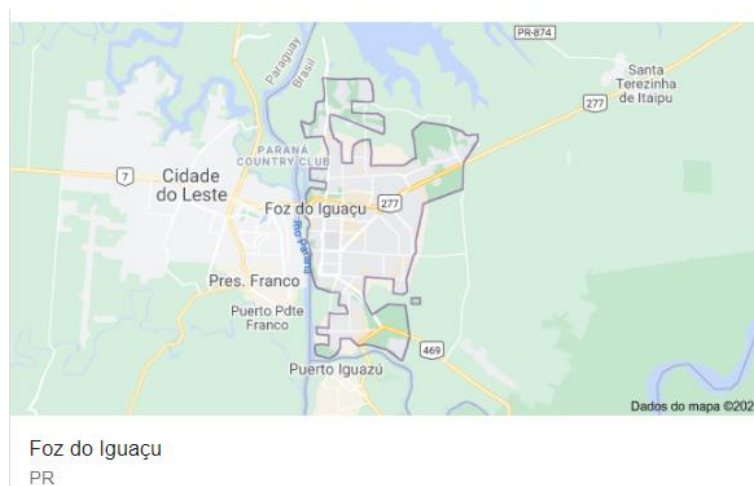 PR-874
Santa
Terezinha
de Itaipu
277
Paraguay
Brasil
PARANÁ
COUNTRY CLUB
7
Cidade
do Leste
Foz do Iguaçu
277
Rio Paraná
Pres. Franco
Puerto Pdte
Franco
469
Puerto Iguazú
Dados do mapa ©202
Foz do Iguaçu
PR